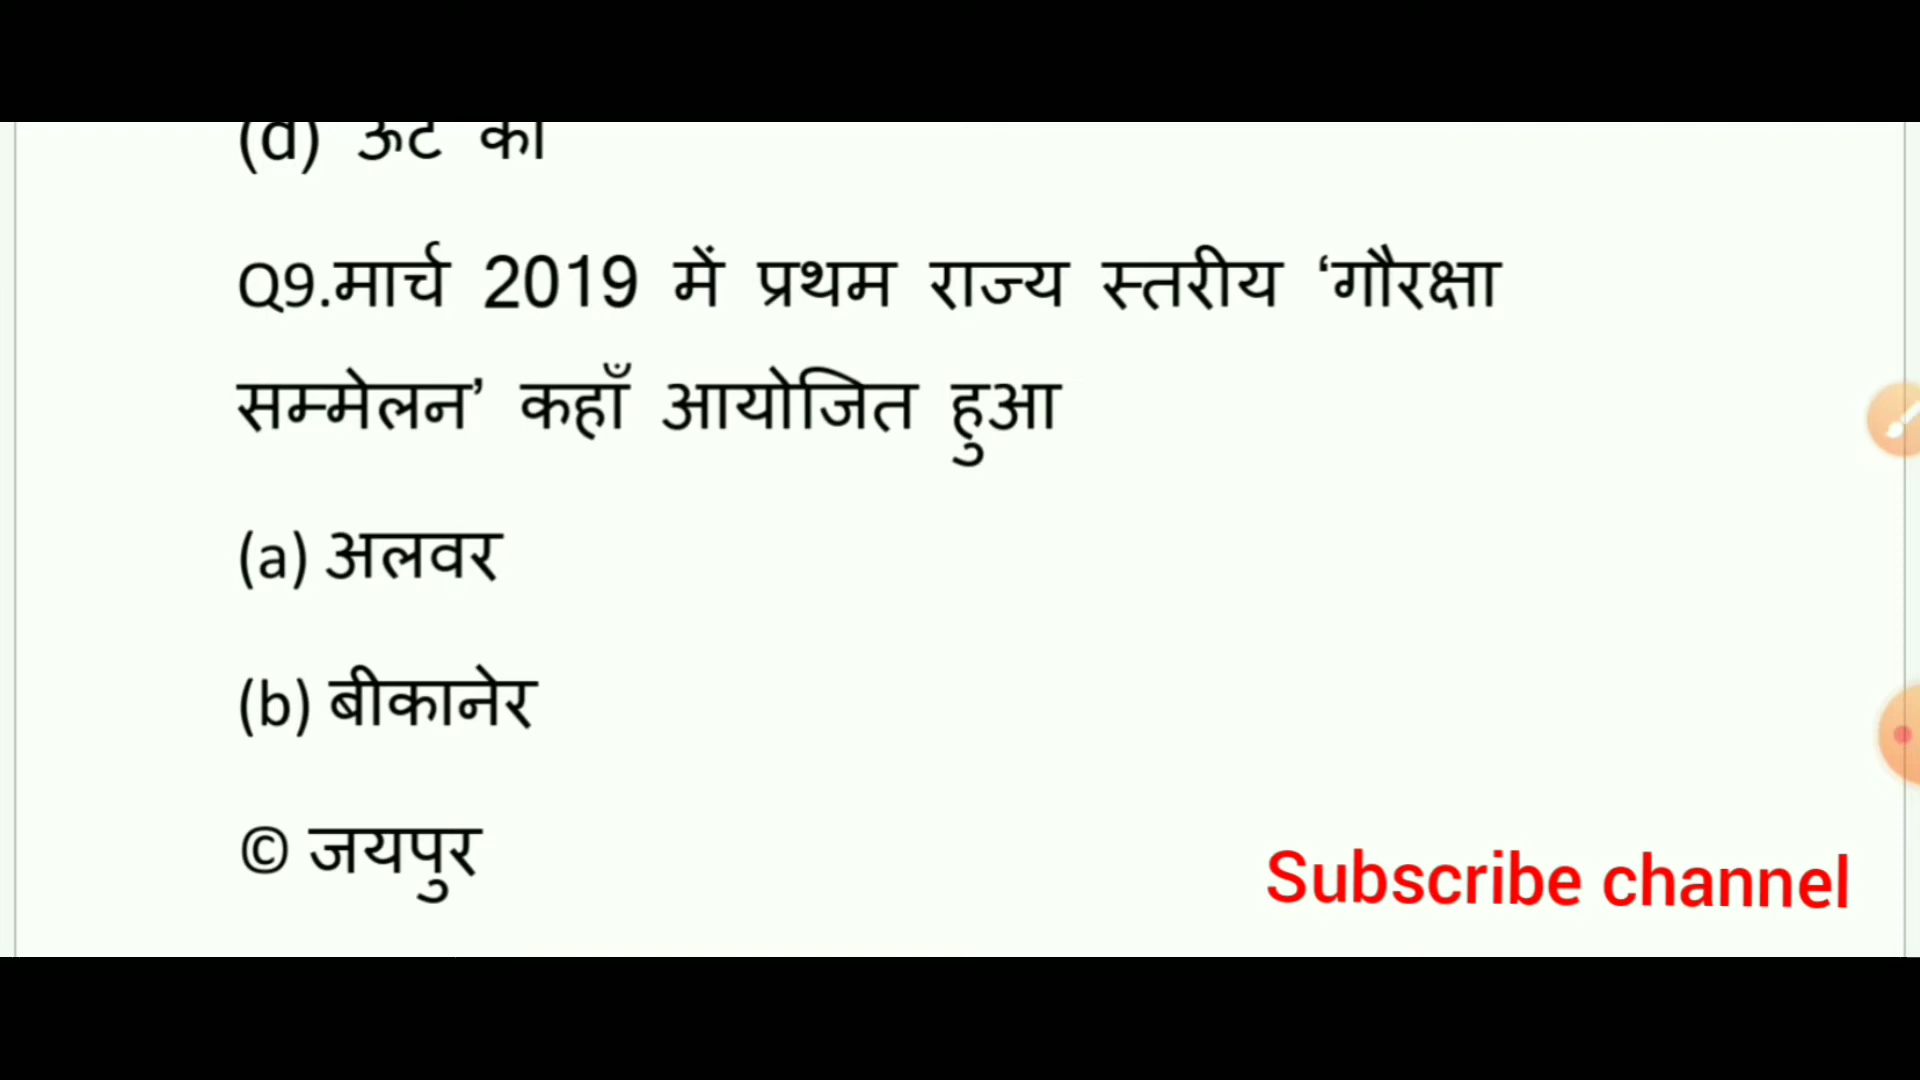 (d) ऊंट को
Q9.मार्च 2019 में प्रथम राज्य स्तरीय ‘गौरक्षा
सम्मेलन’ कहाँ आयोजित हुआ
(a) अलवर
(b) बीकानेर
© जयपुर
Subscribe channel